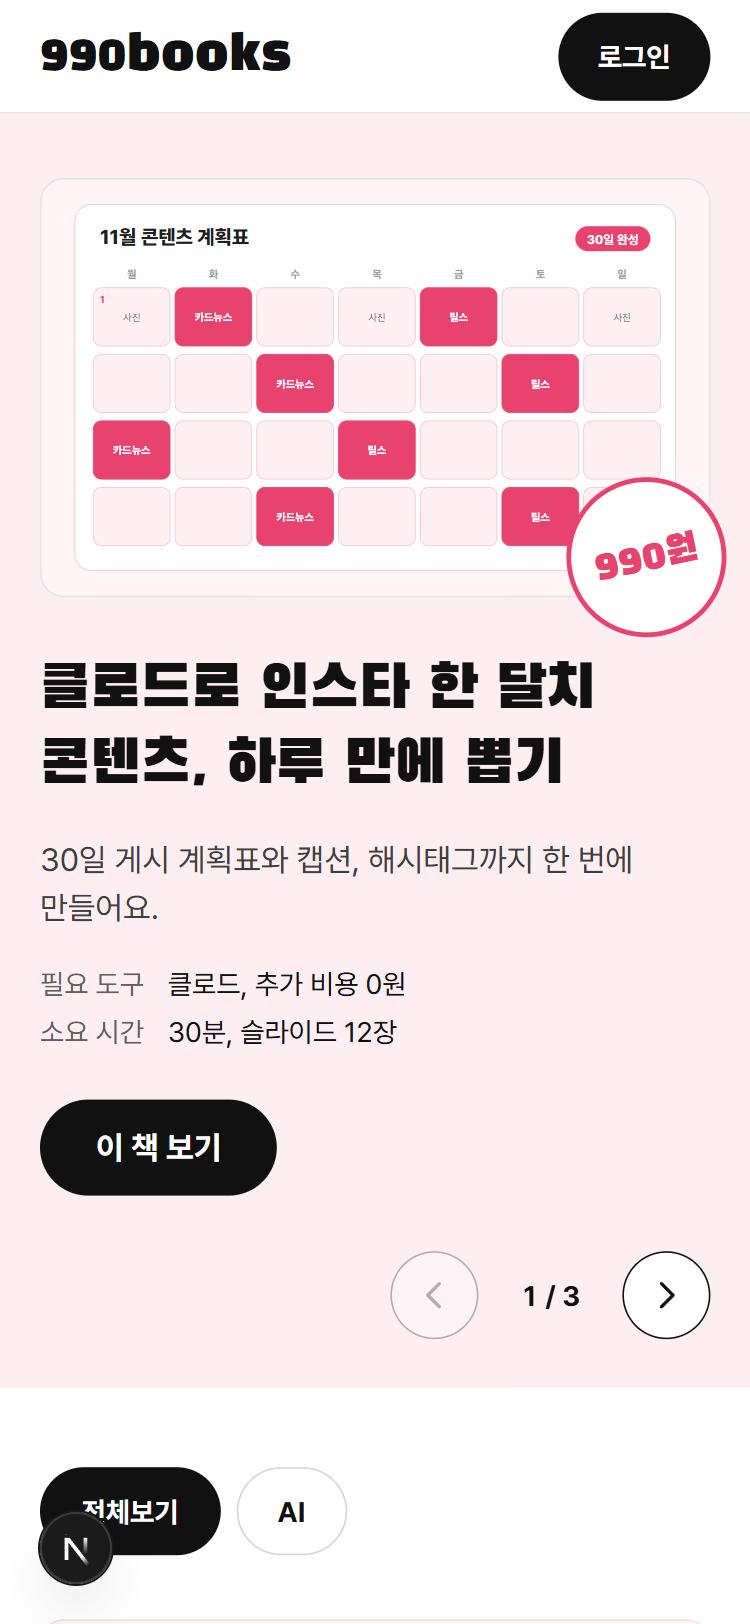 990books
로그인
11월 콘텐츠 계획표
30일 완성
월 화 수 목 금 토 일
1
사진 카드뉴스 사진 릴스 사진
카드뉴스 릴스
카드뉴스 릴스
카드뉴스 릴스
990원
클로드로 인스타 한 달치
콘텐츠, 하루 만에 뽑기
30일 게시 계획표와 캡션, 해시태그까지 한 번에
만들어요.
필요 도구 클로드, 추가 비용 0원
소요 시간 30분, 슬라이드 12장
이 책 보기
1 / 3
전체보기
AI
N